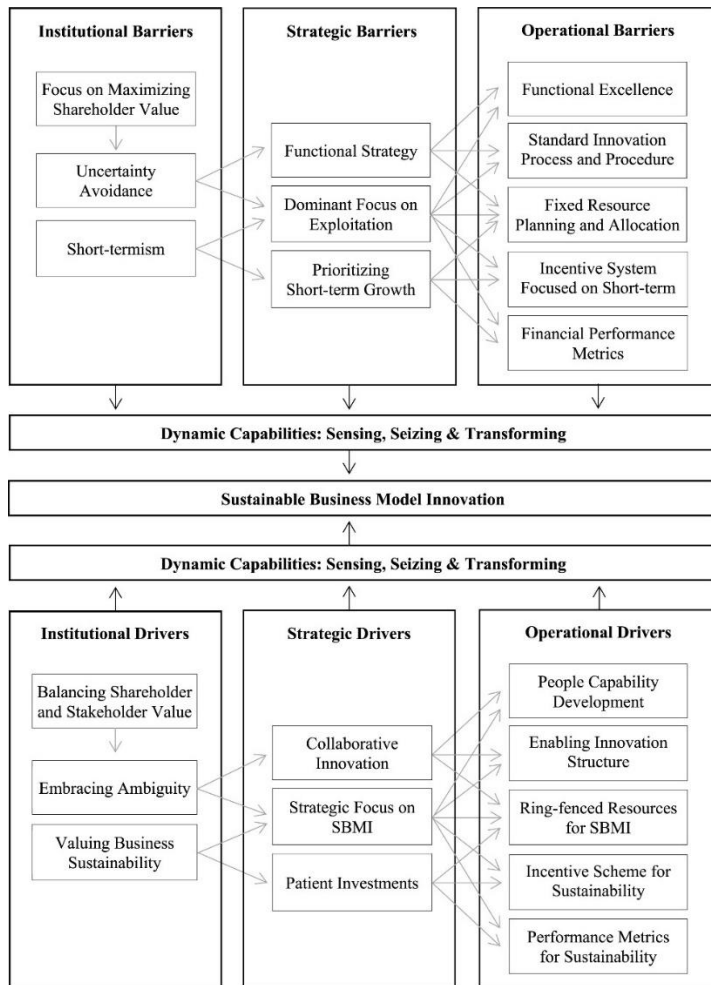 Institutional Barriers
Focus on Maximizing
Shareholder Value
Uncertainty
Avoidance
Short-termism
Strategic Barriers
Functional Strategy
Dominant Focus on
Exploitation
Prioritizing
Short-term Growth
Operational Barriers
Functional Excellence
Standard Innovation
Process and Procedure
Fixed Resource
Planning and Allocation
Incentive System
Focused on Short-term
Financial Performance
Metrics
Dynamic Capabilities: Sensing, Seizing & Transforming
Sustainable Business Model Innovation
Dynamic Capabilities: Sensing, Seizing & Transforming
Institutional Drivers
Balancing Shareholder
and Stakeholder Value
Embracing Ambiguity
Valuing Business
Sustainability
Strategic Drivers
Collaborative
Innovation
Strategic Focus on
SBMI
Patient Investments
Operational Drivers
People Capability
Development
Enabling Innovation
Structure
Ring-fenced Resources
for SBMI
Incentive Scheme for
Sustainability
Performance Metrics
for Sustainability